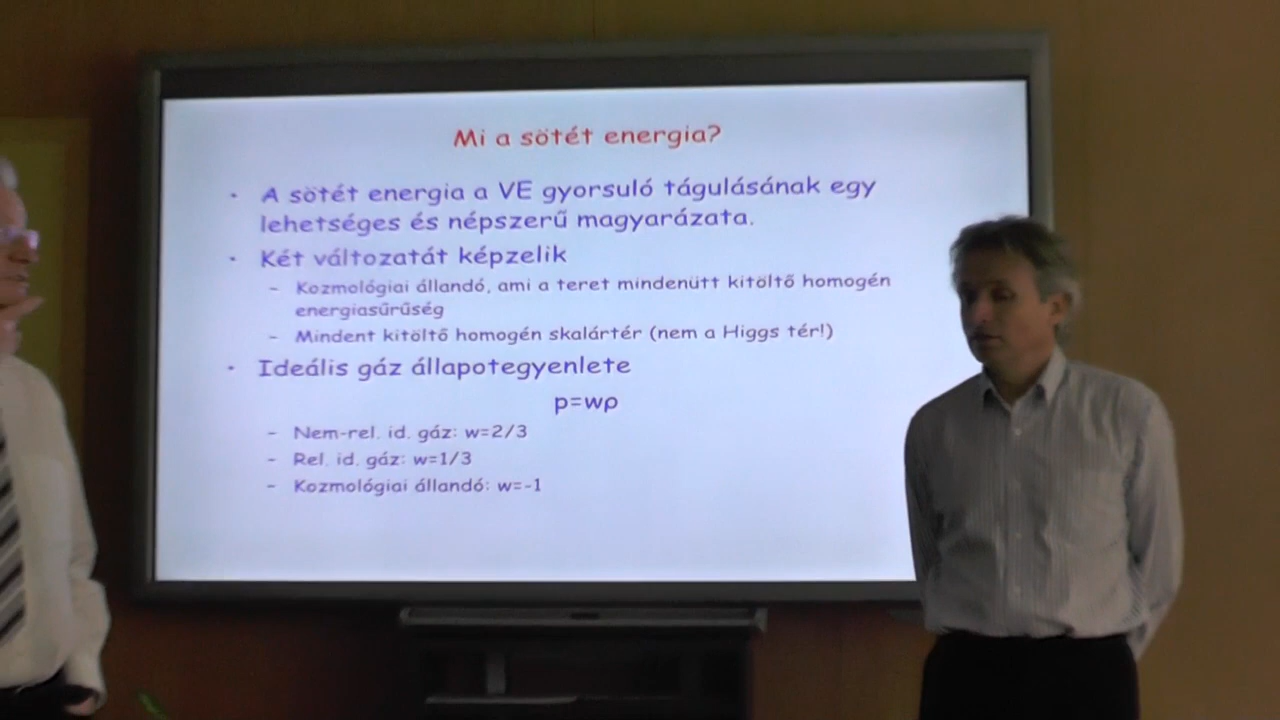 Mi a sötét energia?
· A sötét energia a VE gyorsuló tágulásának egy
lehetséges és népszerű magyarázata.
· Két változatát képzelik
– Kozmológiai állandó, ami a teret mindenütt kitöltő homogén
energiasűrűség
– Mindent kitöltő homogén skalártér (nem a Higgs tér!)
· Ideális gáz állapotegyenlete
p=wρ
– Nem-rel. id. gáz: w=2/3
– Rel. id. gáz: w=1/3
– Kozmológiai állandó: w=-1